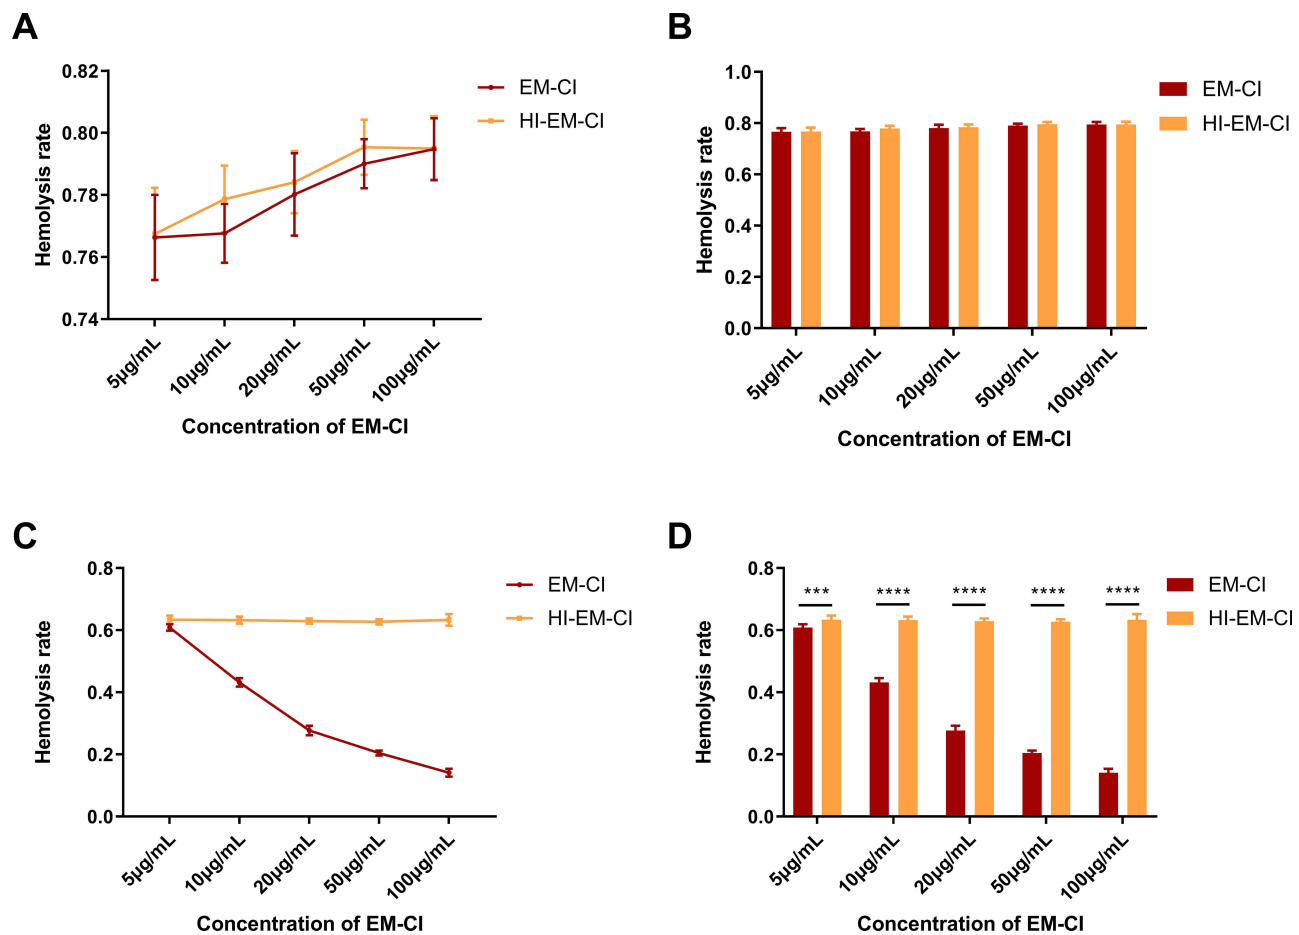 A
Hemolysis rate
0.82
0.80
0.78
0.76
0.74
5μg/mL
10μg/mL
20μg/mL
50μg/mL
100μg/mL
Concentration of EM-CI
EM-CI
HI-EM-CI
B
Hemolysis rate
1.0
0.8
0.6
0.4
0.2
0.0
5μg/mL
10μg/mL
20μg/mL
50μg/mL
100μg/mL
Concentration of EM-CI
EM-CI
HI-EM-CI
C
Hemolysis rate
0.8
0.6
0.4
0.2
0.0
5μg/mL
10μg/mL
20μg/mL
50μg/mL
100μg/mL
Concentration of EM-CI
EM-CI
HI-EM-CI
D
Hemolysis rate
0.8
0.6
0.4
0.2
0.0
*** **** **** **** ****
5μg/mL
10μg/mL
20μg/mL
50μg/mL
100μg/mL
Concentration of EM-CI
EM-CI
HI-EM-CI